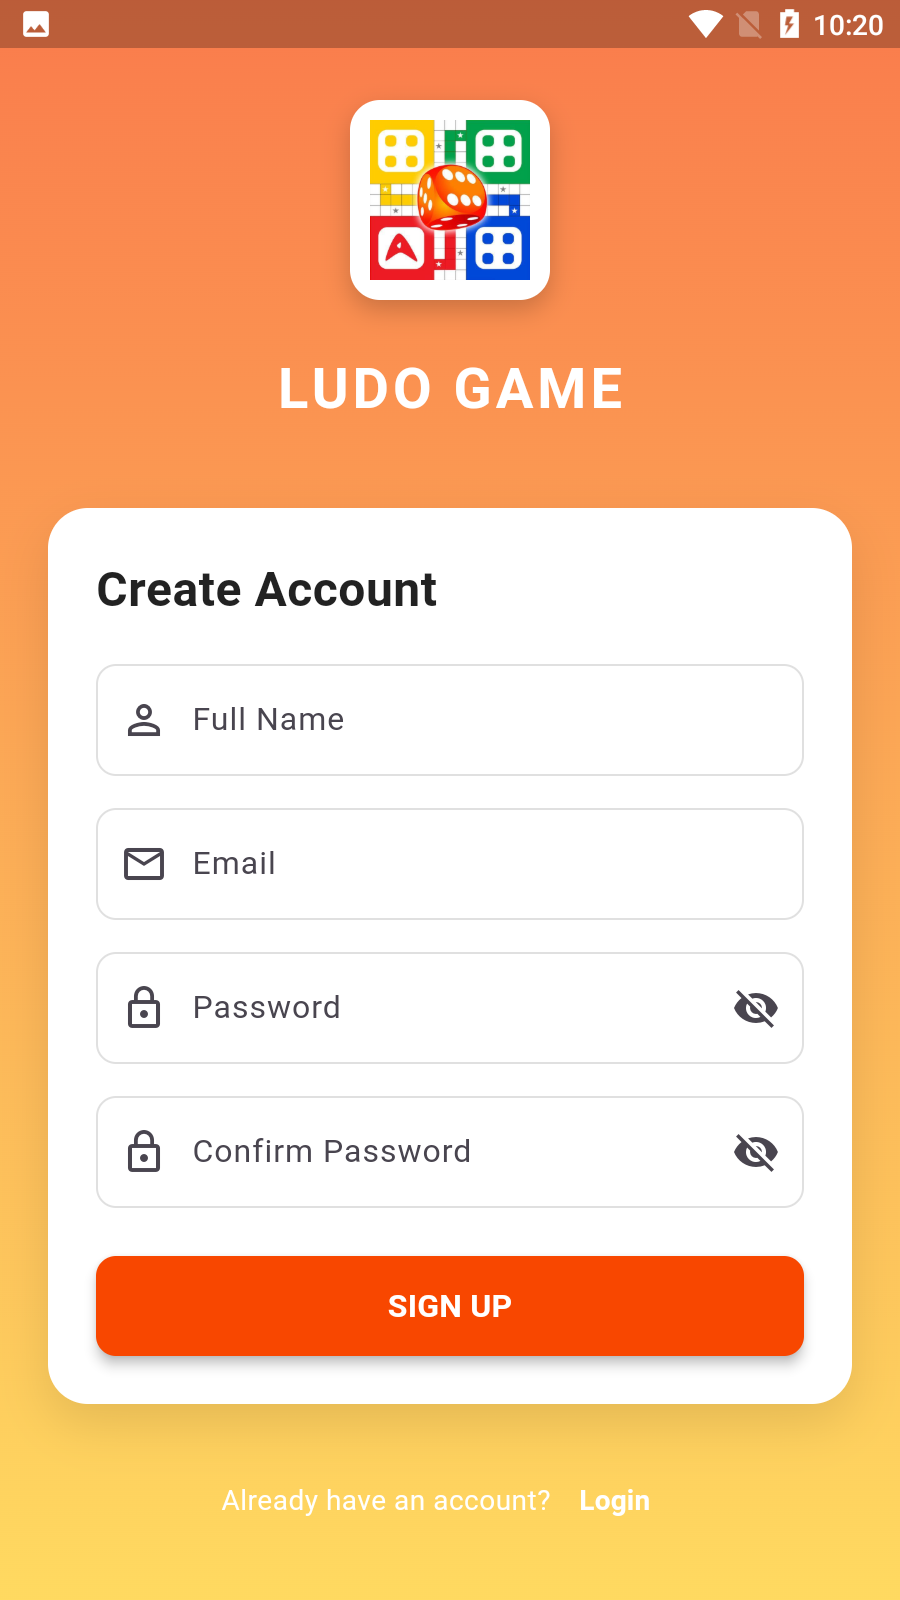 10:20
LUDO GAME
Create Account
Full Name
Email
Password
Confirm Password
SIGN UP
Already have an account? Login